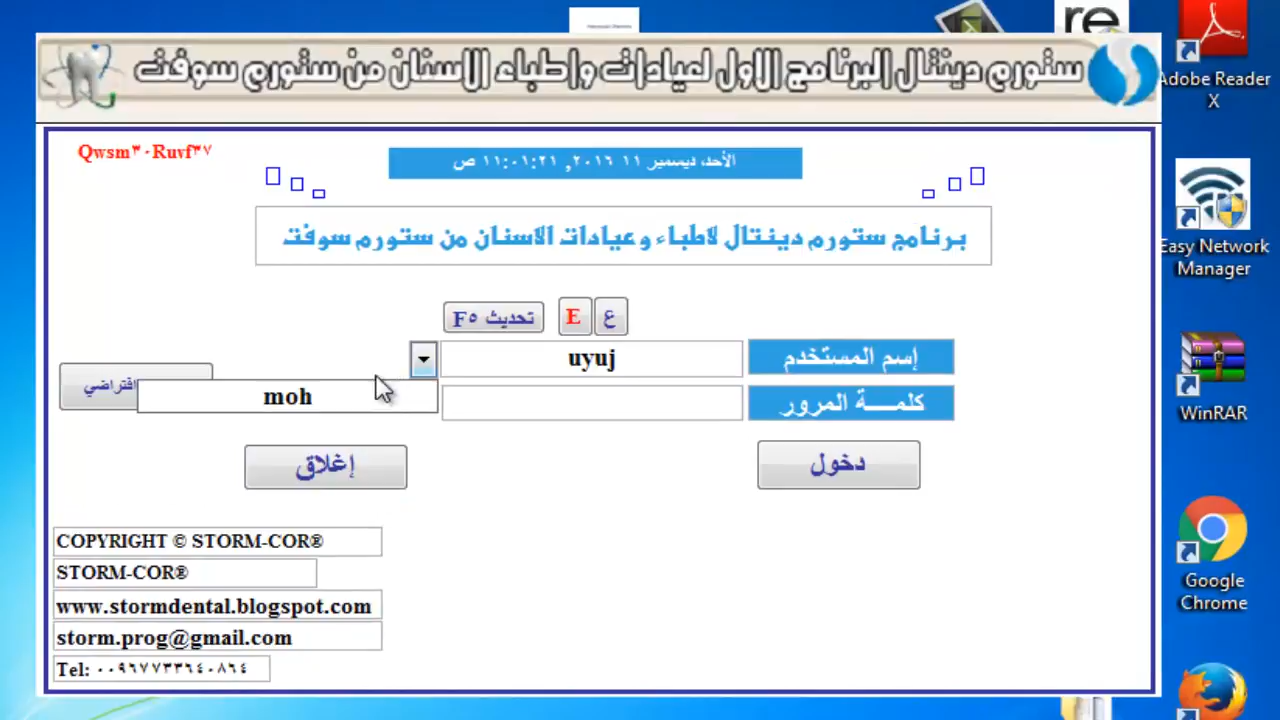 ستورم دينتال البرنامج الاول لعيادات واطباء الاسنان من ستورم سوفت
Qwsm٣٠Ruvf٣٧
الأحد، ديسمبر ١١ ٢٠١٦, ١١:٠١:٢١ ص
برنامج ستورم دينتال لاطباء وعيادات الاسنان من ستورم سوفت
تحديث F٥
E
ع
إسم المستخدم
uyuj
افتراضي
moh
كلمـــة المرور
دخول
إغلاق
COPYRIGHT © STORM-COR®
STORM-COR®
www.stormdental.blogspot.com
storm.prog@gmail.com
Tel: ٠٠٩٦٧٧٣٣٦٤٠٨٦٤
re
Adobe Reader
X
Easy Network
Manager
WinRAR
Google
Chrome